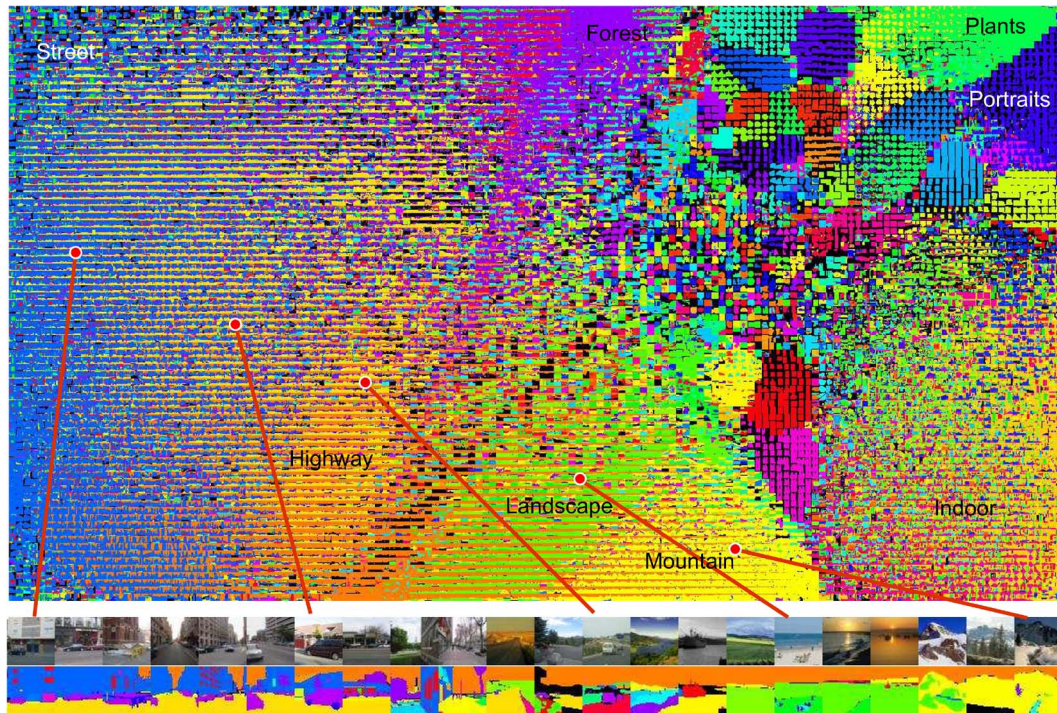 Street
Forest
Plants
Portraits
Highway
Landscape
Indoor
Mountain